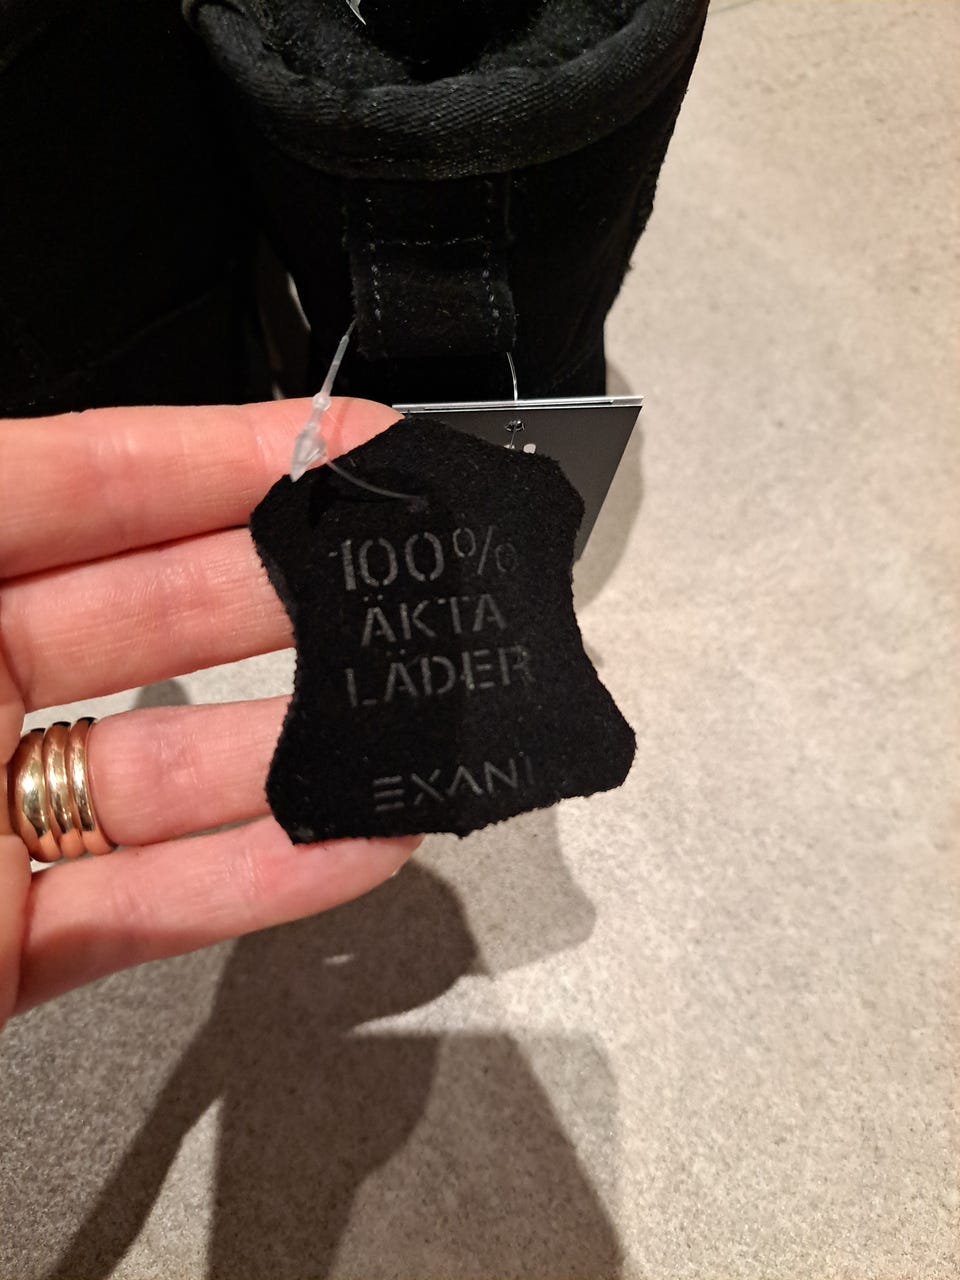 100%
ÄKTA
LÄDER
EXANI